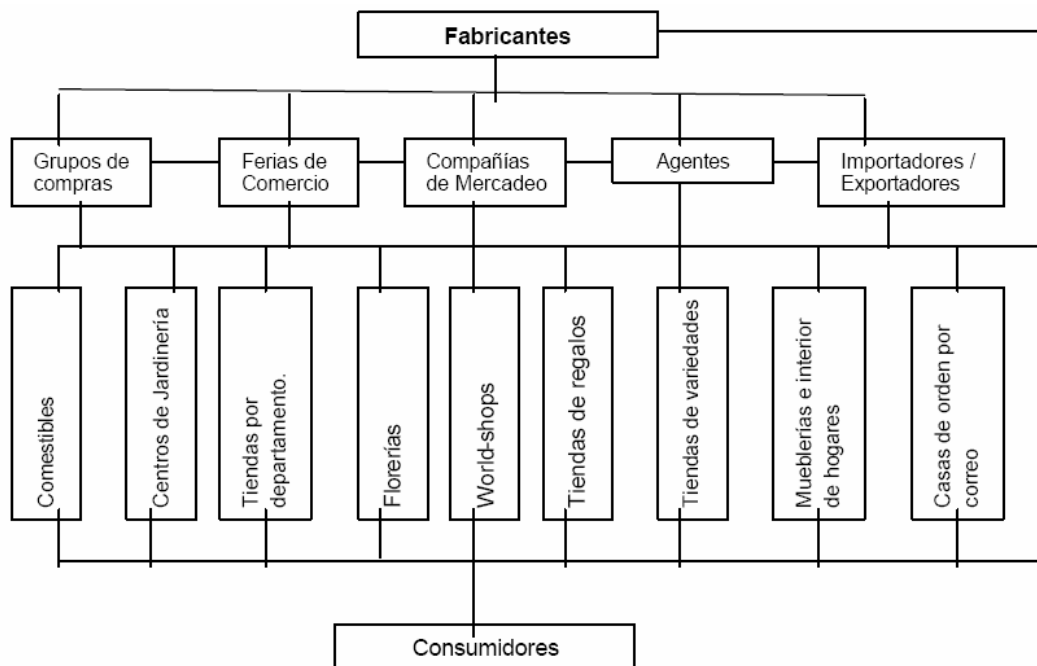 Fabricantes
Grupos de
compras
Ferias de
Comercio
Compañías
de Mercadeo
Agentes
Importadores /
Exportadores
Comestibles
Centros de Jardinería
Tiendas por
departamento.
Florerías
World-shops
Tiendas de regalos
Tiendas de variedades
Mueblerías e interior
de hogares
Casas de orden por
correo
Consumidores